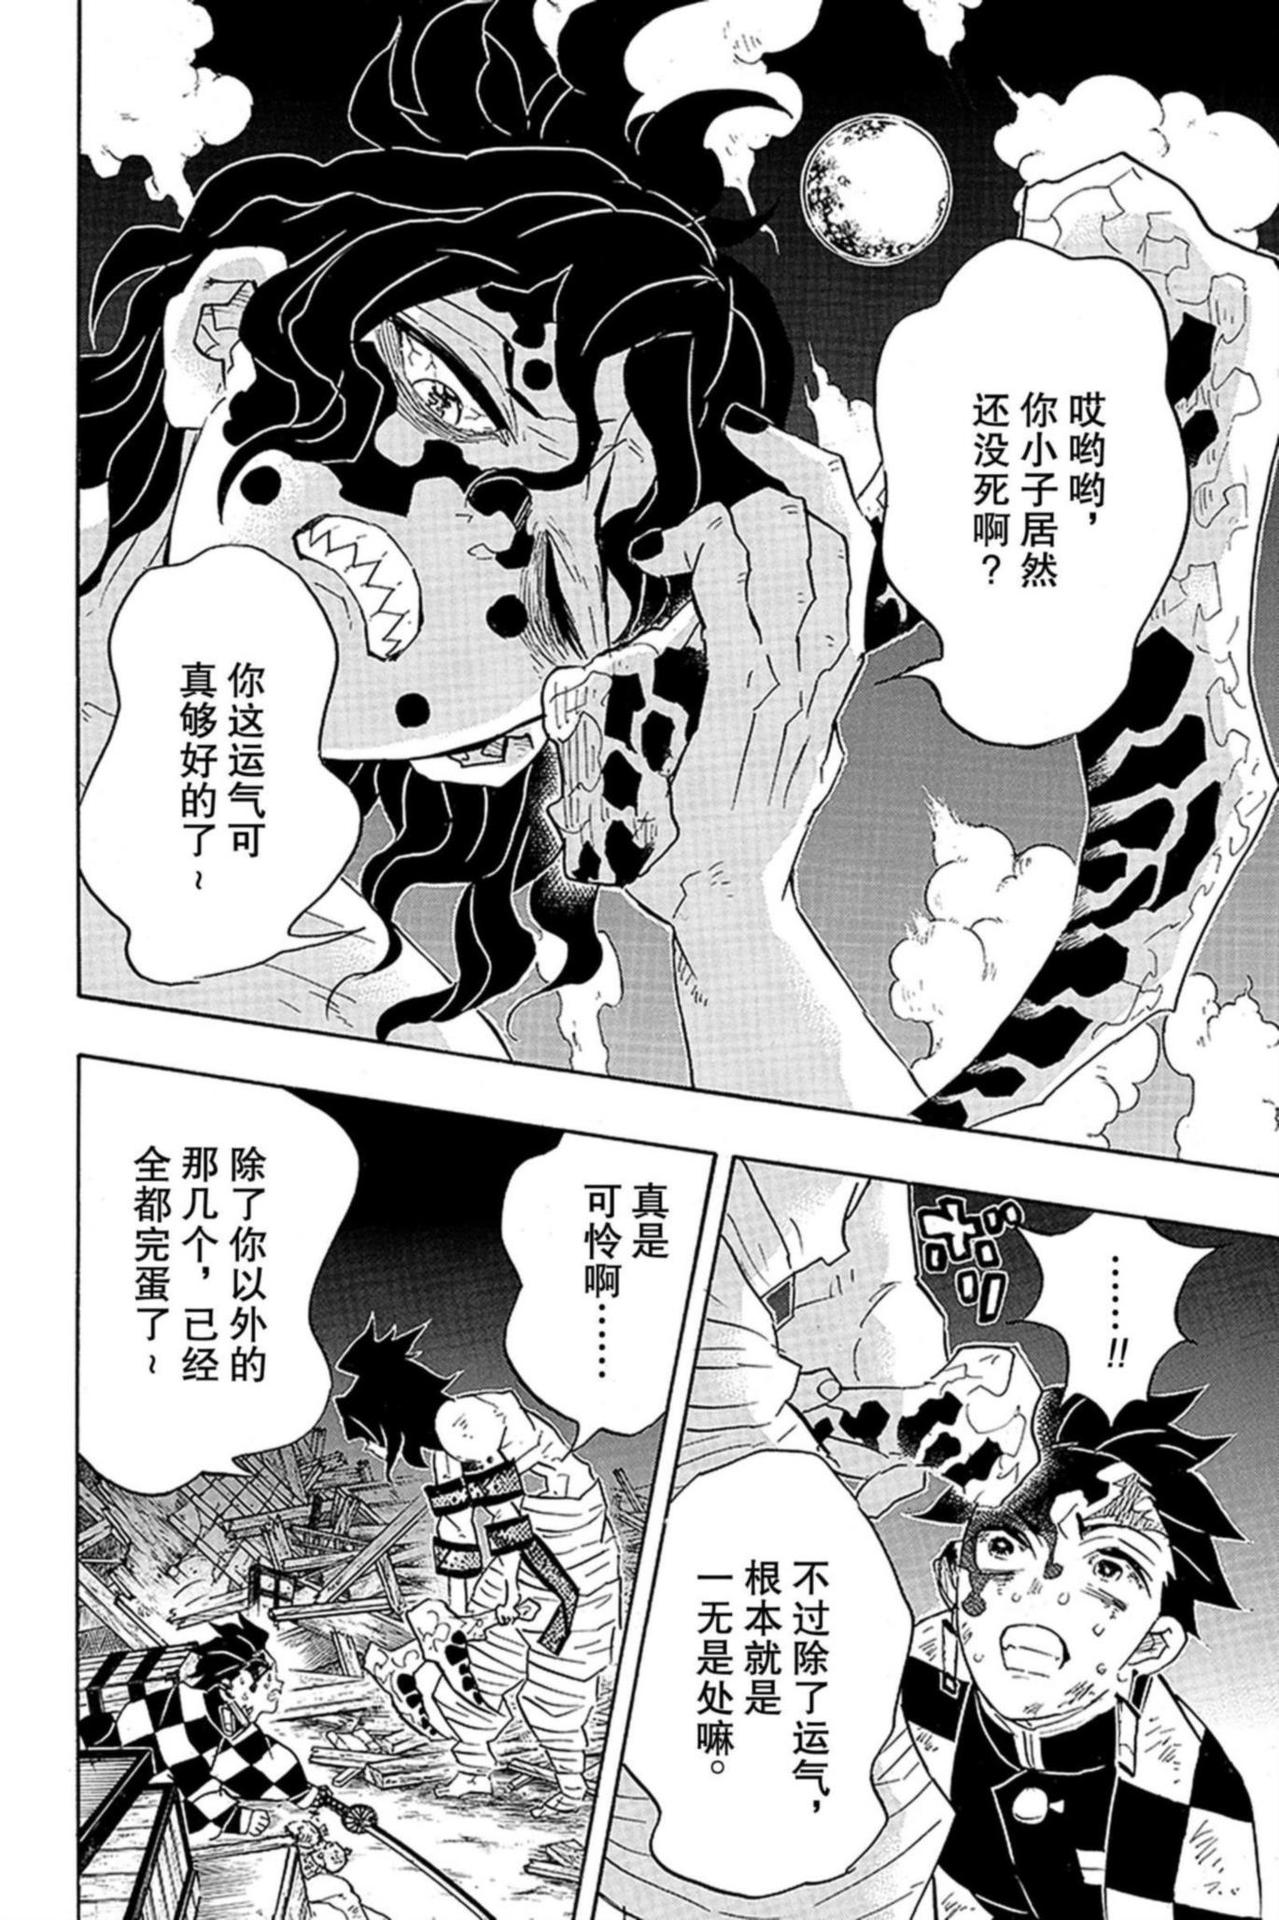 哎哟哟，
你小子居然
还没死啊？
你这运气可
真够好的了~
……!!
不过除了运气，
根本就是
一无是处嘛。
真是
可怜啊……
除了你以外的
那几个，已经
全都完蛋了~